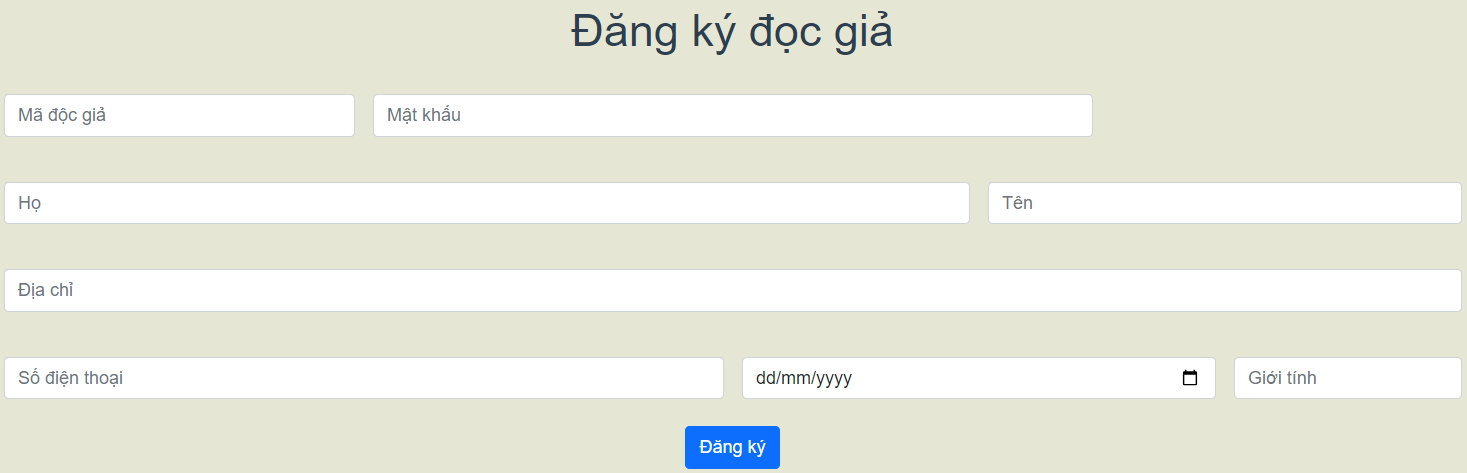 Đăng ký đọc giả
Mã độc giả Mật khẩu
Họ Tên
Địa chỉ
Số điện thoại dd/mm/yyyy Giới tính
Đăng ký